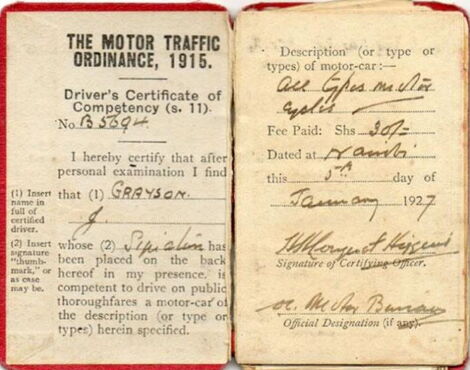 THE MOTOR TRAFFIC
ORDINANCE, 1915.
Driver's Certificate of
Competency (s. 11).
No. B 5694.
I hereby certify that after
personal examination I find
that (1) GRAYSON.
J
(1) Insert
name in
full of
certified
driver.
(2) Insert
signature
"thumb-
mark," or
as case
may be.
whose (2) has
been placed on the back
hereof in my presence, is
competent to drive on public
thoroughfares a motor-car of
the description (or type or
types) herein specified.
Description (or type or
types) of motor-car :—
All types motor
cycles
Fee Paid: Shs 30/-
Dated at Nairobi
this 5th day of
January 1927
Higgins
Signature of Certifying Officer.
Motor
Official Designation (if any).